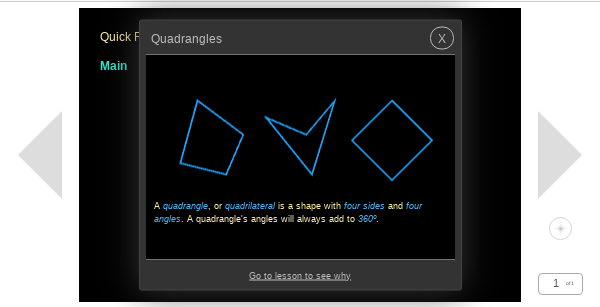 Quick
Quadrangles
X
Main
A quadrangle, or quadrilateral is a shape with four sides and four
angles. A quadrangle's angles will always add to 360º.
Go to lesson to see why
1 of 1